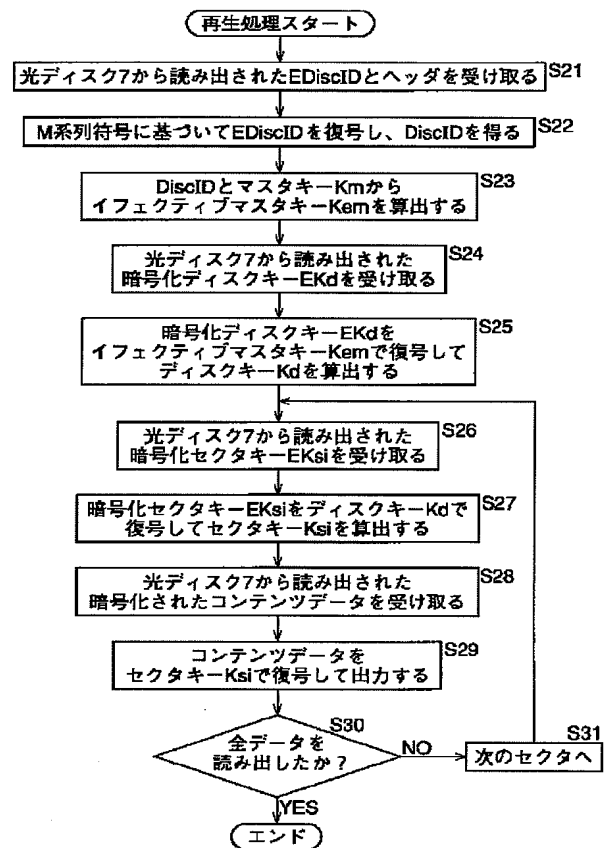 再生処理スタート
光ディスク7から読み出されたEDiscIDとヘッダを受け取る
S21
M系列符号に基づいてEDiscIDを復号し、DiscIDを得る
S22
DiscIDとマスタキーKmから
イフェクティブマスタキーKemを算出する
S23
光ディスク7から読み出された
暗号化ディスクキーEKdを受け取る
S24
暗号化ディスクキーEKdを
イフェクティブマスタキーKemで復号して
ディスクキーKdを算出する
S25
光ディスク7から読み出された
暗号化セクタキーEKsiを受け取る
S26
暗号化セクタキーEKsiをディスクキーKdで
復号してセクタキーKsiを算出する
S27
光ディスク7から読み出された
暗号化されたコンテンツデータを受け取る
S28
コンテンツデータを
セクタキーKsiで復号して出力する
S29
全データを
読み出したか?
S30
NO
次のセクタへ
S31
YES
エンド